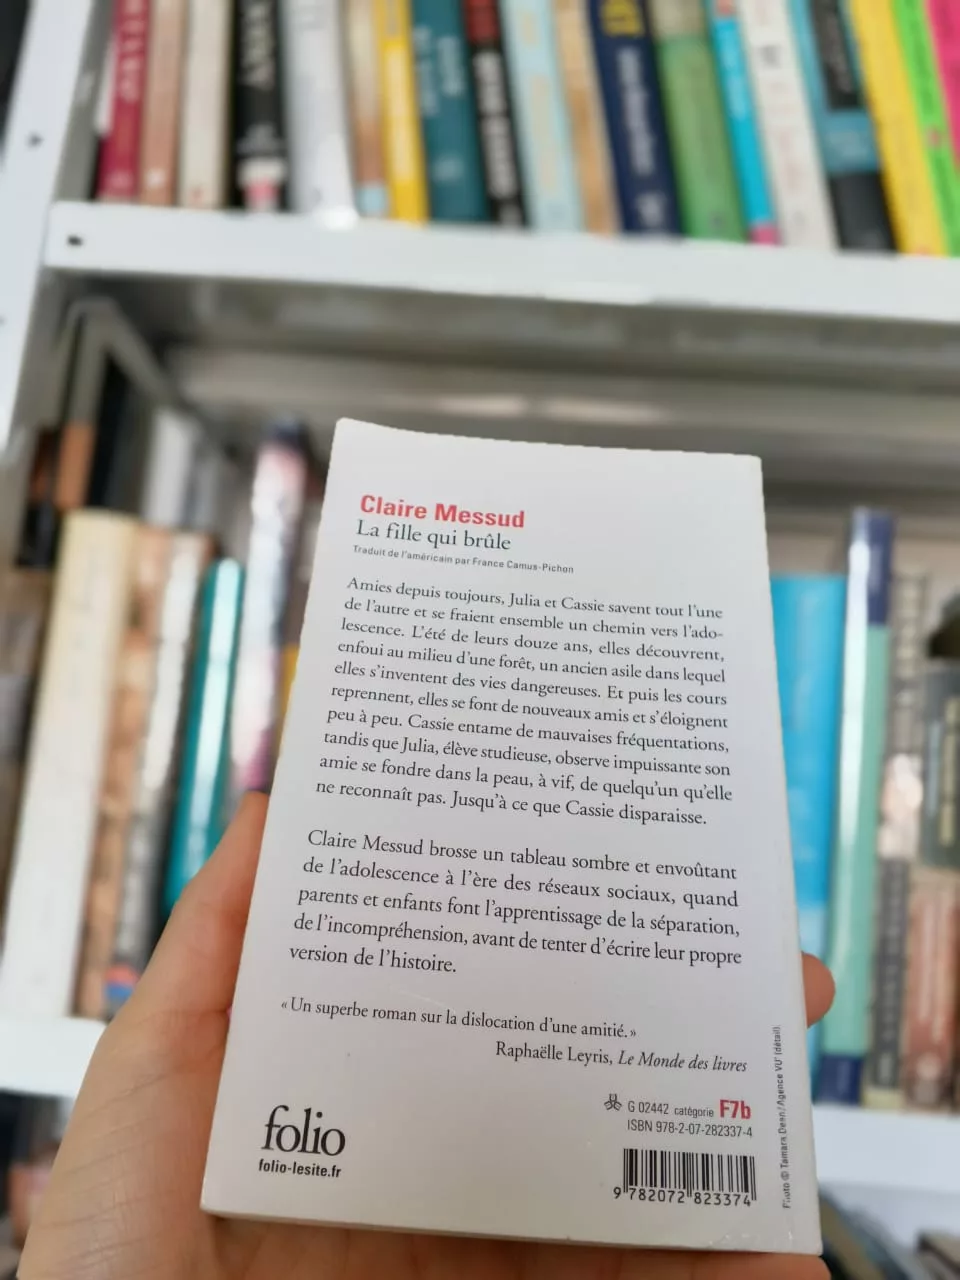 Claire Messud
La fille qui brûle
Traduit de l'américain par France Camus-Pichon
Amies depuis toujours, Julia et Cassie savent tout l'une
de l'autre et se fraient ensemble un chemin vers l'ado-
lescence. L'été de leurs douze ans, elles découvrent,
enfoui au milieu d'une forêt, un ancien asile dans lequel
elles s'inventent des vies dangereuses. Et puis les cours
reprennent, elles se font de nouveaux amis et s'éloignent
peu à peu. Cassie entame de mauvaises fréquentations,
tandis que Julia, élève studieuse, observe impuissante son
amie se fondre dans la peau, à vif, de quelqu'un qu'elle
ne reconnaît pas. Jusqu'à ce que Cassie disparaisse.
Claire Messud brosse un tableau sombre et envoûtant
de l'adolescence à l'ère des réseaux sociaux, quand
parents et enfants font l'apprentissage de la séparation,
de l'incompréhension, avant de tenter d'écrire leur propre
version de l'histoire.
« Un superbe roman sur la dislocation d'une amitié. »
Raphaëlle Leyris, Le Monde des livres
G 02442 catégorie F7b
ISBN 978-2-07-282337-4
9 782072 823374
folio
folio-lesite.fr
Photo © Tamara Dean / Agence VU' (détail).